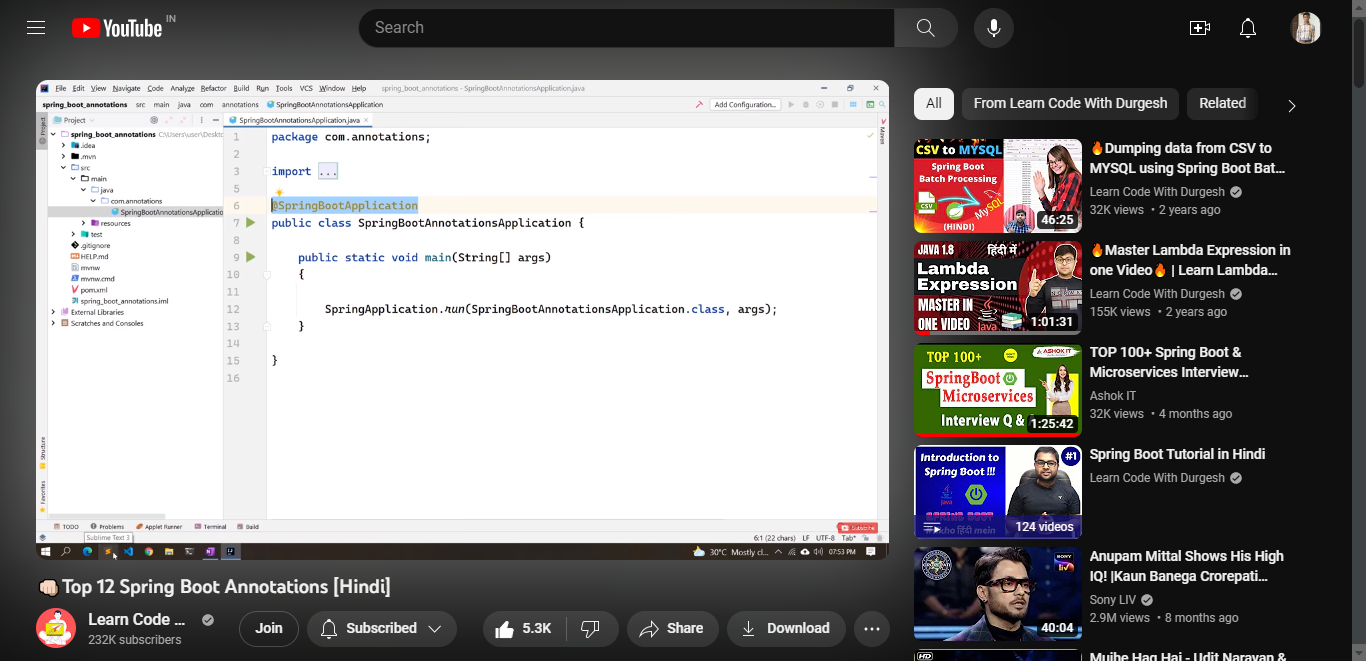 YouTube IN
Search
File Edit View Navigate Code Analyze Refactor Build Run Tools VCS Window Help spring_boot_annotations - SpringBootAnnotationsApplication.java
spring_boot_annotations src main java com annotations SpringBootAnnotationsApplication
Add Configuration...
Project
SpringBootAnnotationsApplication.java
Project
spring_boot_annotations C:\Users\user\Deskto
.idea
.mvn
src
main
java
com.annotations
SpringBootAnnotationsApplicatio
resources
test
.gitignore
HELP.md
mvnw
mvnw.cmd
pom.xml
spring_boot_annotations.iml
External Libraries
Scratches and Consoles
Structure
Favorites
Maven
1 package com.annotations;
2
3 import ...
5
6 @SpringBootApplication
7 public class SpringBootAnnotationsApplication {
8
9 public static void main(String[] args)
10 {
11
12 SpringApplication.run(SpringBootAnnotationsApplication.class, args);
13 }
14
15 }
16
TODO Problems Applet Runner Terminal Build
Subscribe
Sublime Text 3
6:1 (22 chars) LF UTF-8 Tab*
30°C Mostly cl... 07:53 PM
👊🏻Top 12 Spring Boot Annotations [Hindi]
Learn Code ...
232K subscribers
Join
Subscribed
5.3K
Share
Download
All
From Learn Code With Durgesh
Related
CSV to MYSQL
Spring Boot
Batch Processing
CSV
MySQL
(HINDI)
46:25
🔥Dumping data from CSV to
MYSQL using Spring Boot Bat...
Learn Code With Durgesh
32K views • 2 years ago
JAVA 1.8 हिंदी में
Lambda
Expression
MASTER IN
ONE VIDEO
Java
1:01:31
🔥Master Lambda Expression in
one Video🔥 | Learn Lambda...
Learn Code With Durgesh
155K views • 2 years ago
TOP 100+
ASHOK IT
SpringBoot
Microservices
Interview Q &
1:25:42
TOP 100+ Spring Boot &
Microservices Interview...
Ashok IT
32K views • 4 months ago
Introduction to
Spring Boot !!!
#1
Java
SPRING BOOT
हिंदी मein
124 videos
Spring Boot Tutorial in Hindi
Learn Code With Durgesh
SONY
LIV
40:04
Anupam Mittal Shows His High
IQ! |Kaun Banega Crorepati...
Sony LIV
2.9M views • 8 months ago
HD
Mujhe Haq Hai - Udit Narayan &